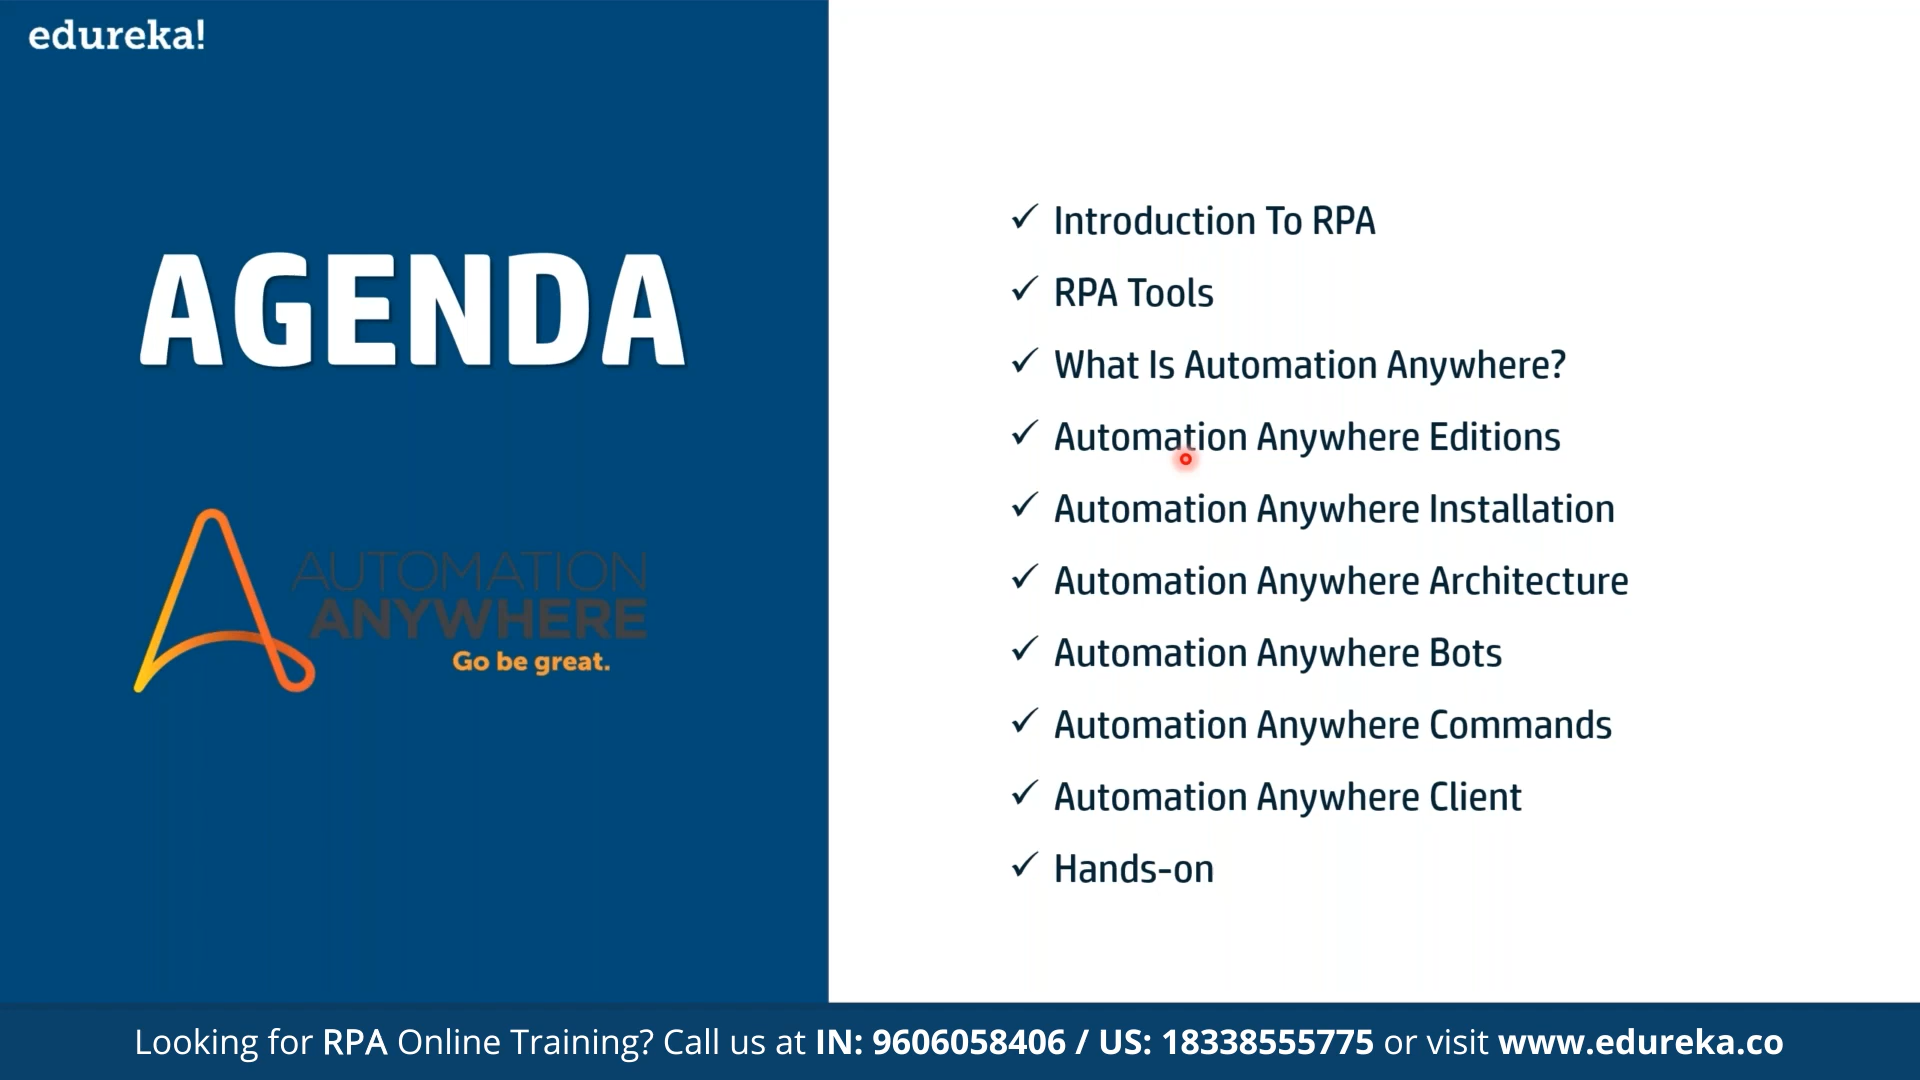 edureka!
AGENDA
AUTOMATION
ANYWHERE
Go be great.
✓ Introduction To RPA
✓ RPA Tools
✓ What Is Automation Anywhere?
✓ Automation Anywhere Editions
✓ Automation Anywhere Installation
✓ Automation Anywhere Architecture
✓ Automation Anywhere Bots
✓ Automation Anywhere Commands
✓ Automation Anywhere Client
✓ Hands-on
Looking for RPA Online Training? Call us at IN: 9606058406 / US: 18338555775 or visit www.edureka.co